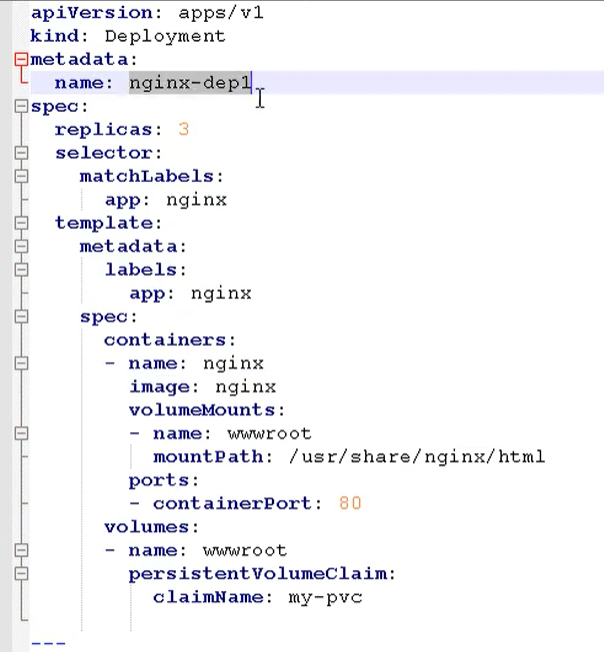 apiVersion: apps/v1
kind: Deployment
metadata:
  name: nginx-dep1
spec:
  replicas: 3
  selector:
    matchLabels:
      app: nginx
  template:
    metadata:
      labels:
        app: nginx
    spec:
      containers:
      - name: nginx
        image: nginx
        volumeMounts:
        - name: wwwroot
          mountPath: /usr/share/nginx/html
        ports:
        - containerPort: 80
      volumes:
      - name: wwwroot
        persistentVolumeClaim:
          claimName: my-pvc
---